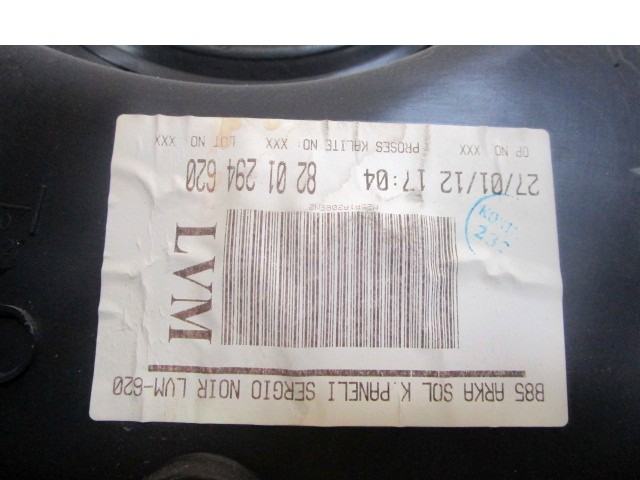 B85 ARKA SOL K.PANELI SERGIO NOIR LVM-620
LVM
27/01/12 17:04 82 01 294 620
OP NO XXX PROSES KALITE NO: XXX LOT NO XXX